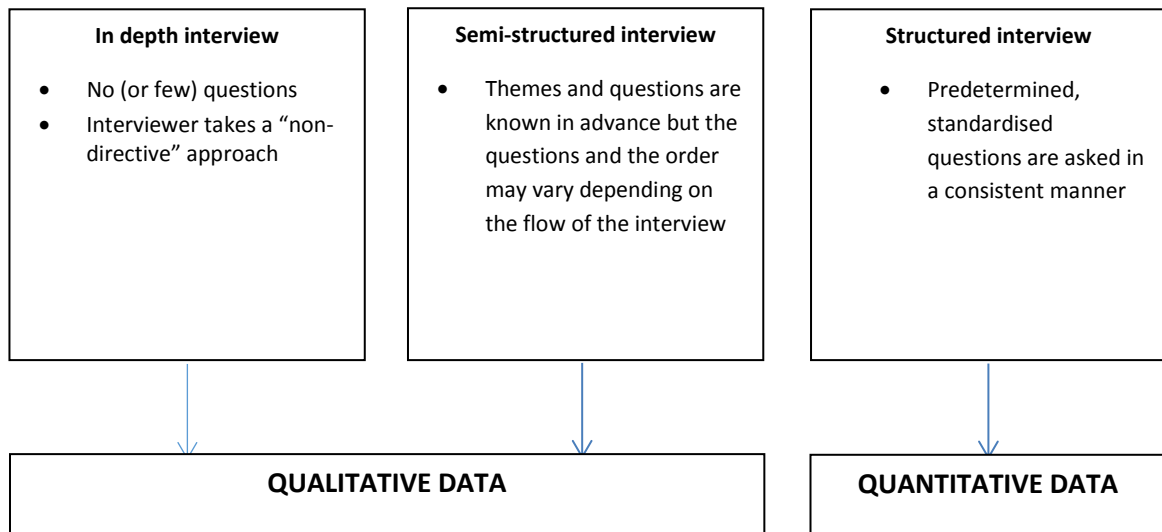 In depth interview
• No (or few) questions
• Interviewer takes a “non-
directive” approach
Semi-structured interview
• Themes and questions are
known in advance but the
questions and the order
may vary depending on
the flow of the interview
Structured interview
• Predetermined,
standardised
questions are asked in
a consistent manner
QUALITATIVE DATA
QUANTITATIVE DATA